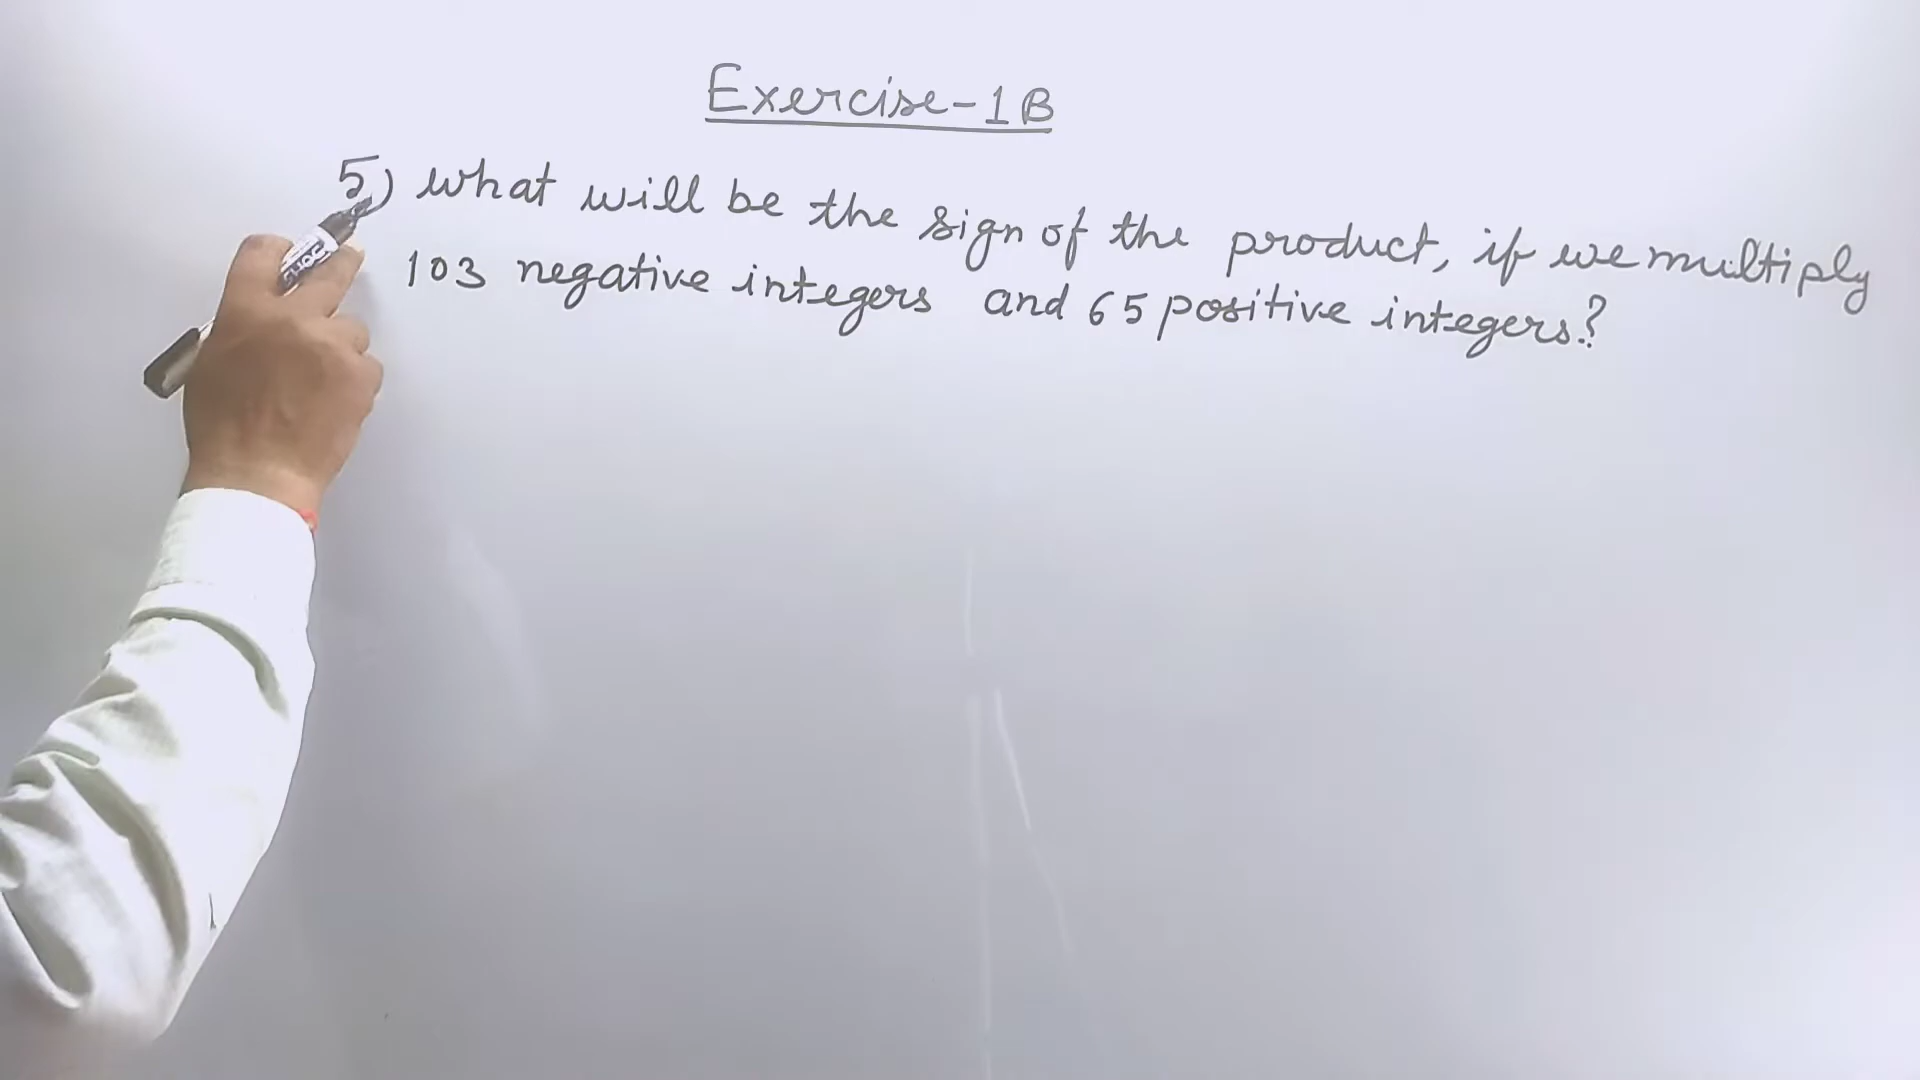 Exercise-1B
5) what will be the sign of the product, if we multiply
103 negative integers and 65 positive integers?